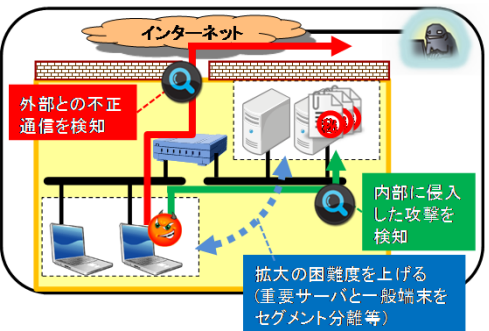 インターネット
外部との不正
通信を検知
内部に侵入
した攻撃を
検知
拡大の困難度を上げる
(重要サーバと一般端末を
セグメント分離等)